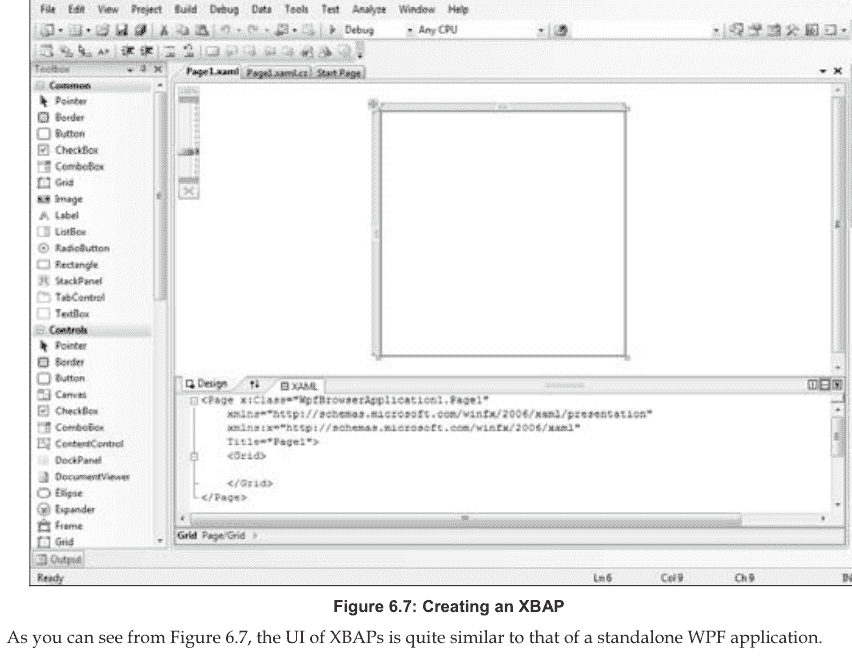 File Edit View Project Build Debug Data Tools Test Analyze Window Help
Debug Any CPU
Toolbox
Page1.xaml Page1.xaml.cs Start Page
Common
Pointer
Border
Button
CheckBox
ComboBox
Grid
Image
Label
ListBox
RadioButton
Rectangle
StackPanel
TabControl
TextBox
Controls
Pointer
Border
Button
Canvas
CheckBox
ComboBox
ContentControl
DockPanel
DocumentViewer
Ellipse
Expander
Frame
Grid
Design XAML
<Page x:Class="WpfBrowserApplication1.Page1"
xmlns="http://schemas.microsoft.com/winfx/2006/xaml/presentation"
xmlns:x="http://schemas.microsoft.com/winfx/2006/xaml"
Title="Page1">
<Grid>
</Grid>
</Page>
Grid Page/Grid
Output
Ready Ln 6 Col 9 Ch 9
Figure 6.7: Creating an XBAP
As you can see from Figure 6.7, the UI of XBAPs is quite similar to that of a standalone WPF application.